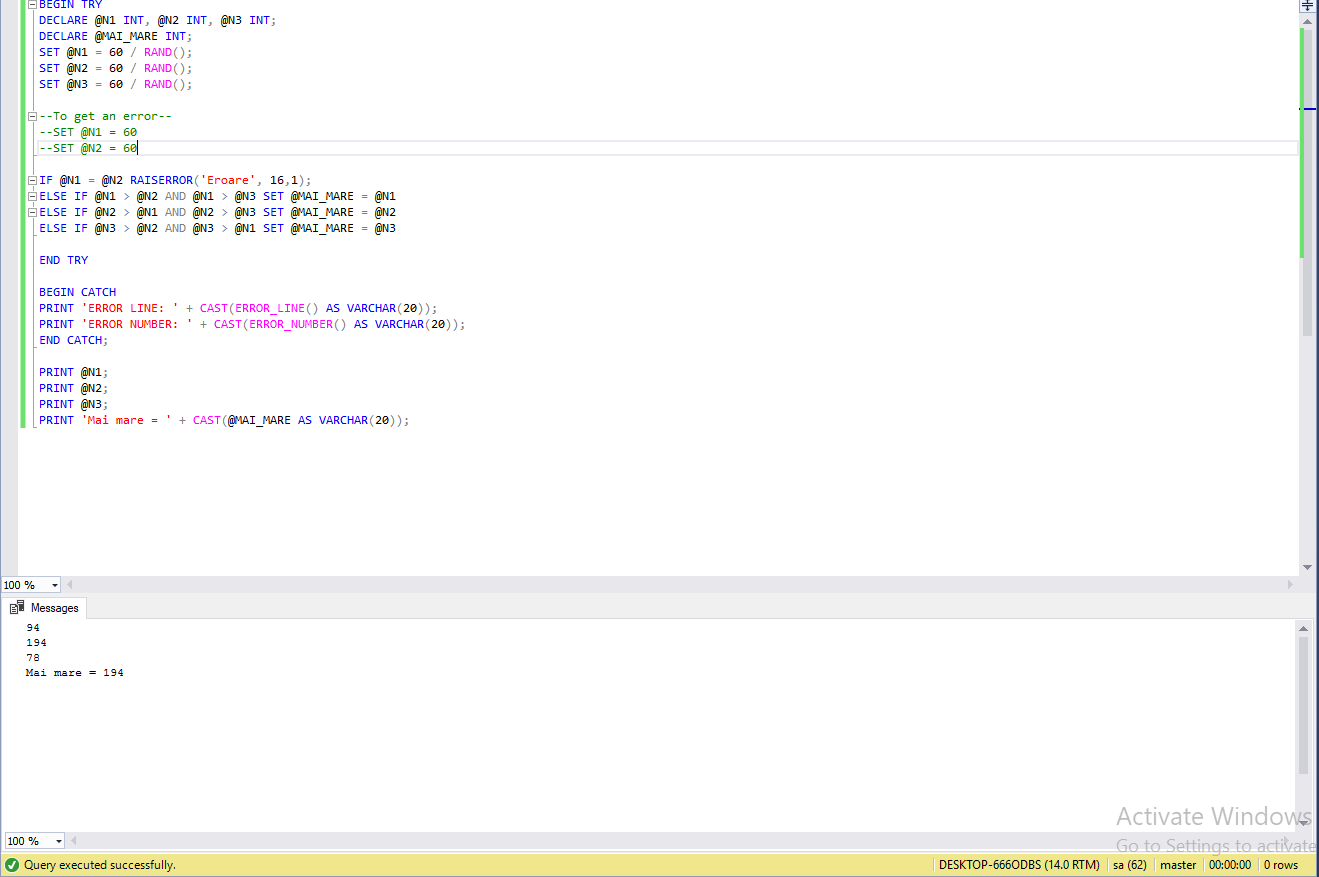 BEGIN TRY
DECLARE @N1 INT, @N2 INT, @N3 INT;
DECLARE @MAI_MARE INT;
SET @N1 = 60 / RAND();
SET @N2 = 60 / RAND();
SET @N3 = 60 / RAND();
--To get an error--
--SET @N1 = 60
--SET @N2 = 60
IF @N1 = @N2 RAISERROR('Eroare', 16,1);
ELSE IF @N1 > @N2 AND @N1 > @N3 SET @MAI_MARE = @N1
ELSE IF @N2 > @N1 AND @N2 > @N3 SET @MAI_MARE = @N2
ELSE IF @N3 > @N2 AND @N3 > @N1 SET @MAI_MARE = @N3
END TRY
BEGIN CATCH
PRINT 'ERROR LINE: ' + CAST(ERROR_LINE() AS VARCHAR(20));
PRINT 'ERROR NUMBER: ' + CAST(ERROR_NUMBER() AS VARCHAR(20));
END CATCH;
PRINT @N1;
PRINT @N2;
PRINT @N3;
PRINT 'Mai mare = ' + CAST(@MAI_MARE AS VARCHAR(20));
100 %
Messages
94
194
78
Mai mare = 194
Activate Windows
Go to Settings to activate
100 %
Query executed successfully.
DESKTOP-666ODBS (14.0 RTM) sa (62) master 00:00:00 0 rows